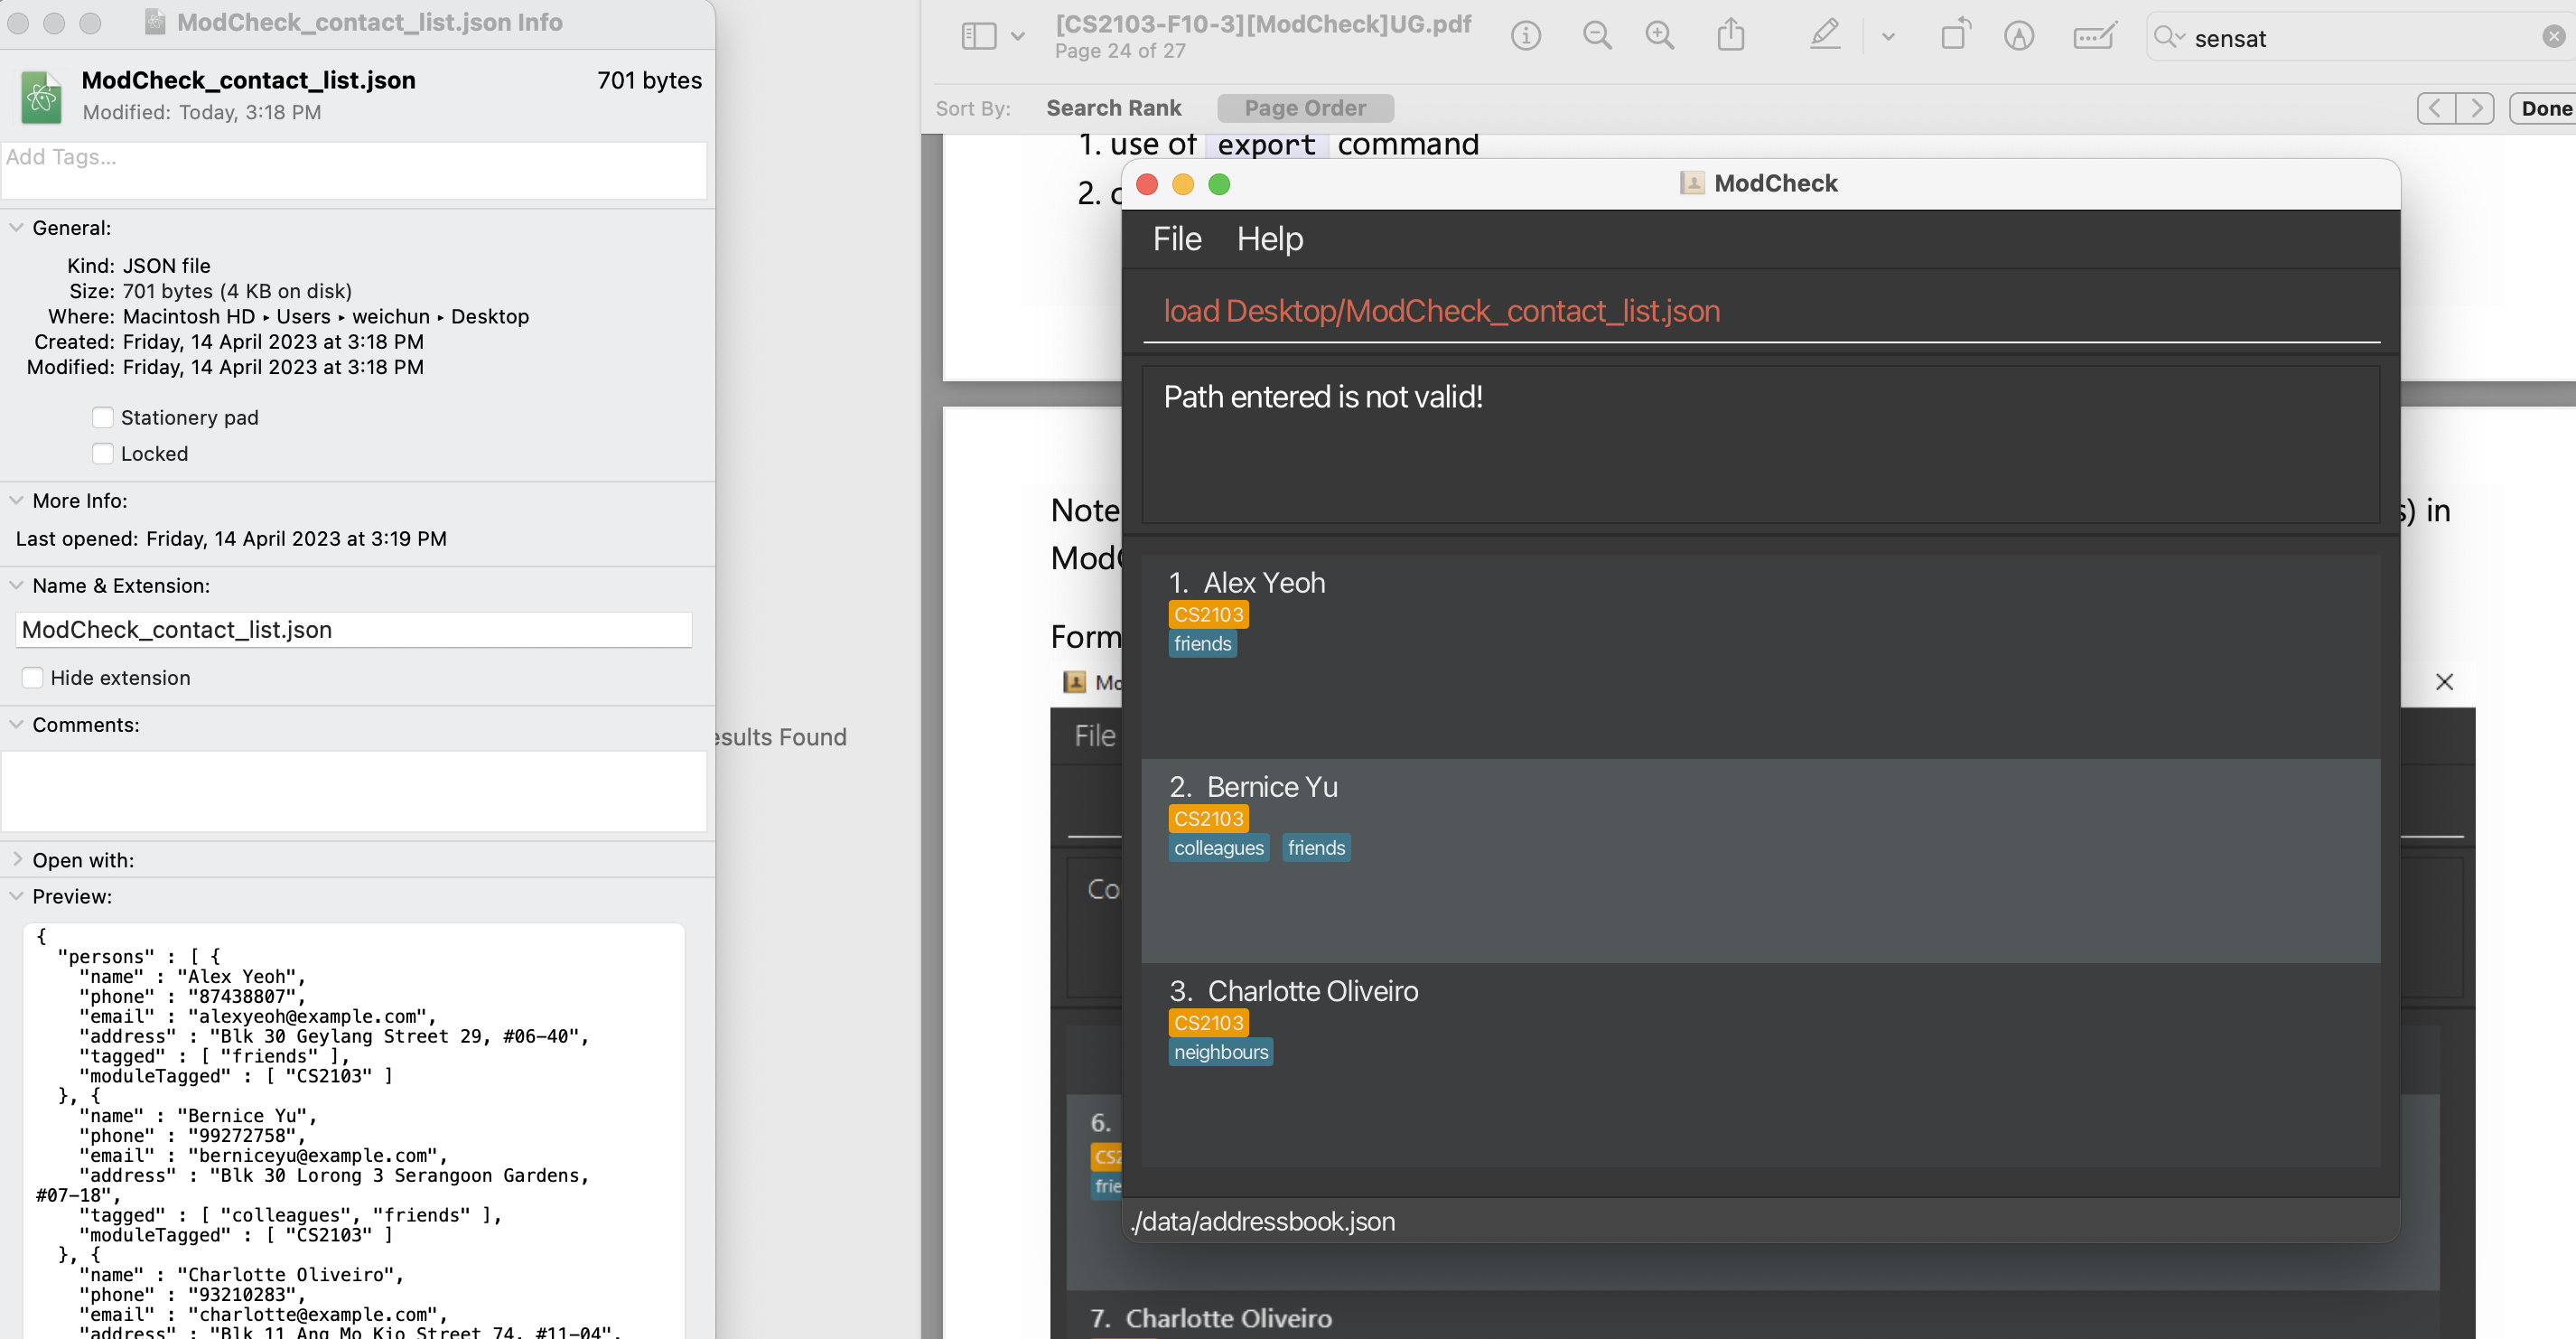 ModCheck_contact_list.json Info
ModCheck_contact_list.json 701 bytes
Modified: Today, 3:18 PM
Add Tags...
General:
Kind: JSON file
Size: 701 bytes (4 KB on disk)
Where: Macintosh HD ▸ Users ▸ weichun ▸ Desktop
Created: Friday, 14 April 2023 at 3:18 PM
Modified: Friday, 14 April 2023 at 3:18 PM
Stationery pad
Locked
More Info:
Last opened: Friday, 14 April 2023 at 3:19 PM
Name & Extension:
ModCheck_contact_list.json
Hide extension
Comments:
Open with:
Preview:
{
"persons" : [ {
"name" : "Alex Yeoh",
"phone" : "87438807",
"email" : "alexyeoh@example.com",
"address" : "Blk 30 Geylang Street 29, #06-40",
"tagged" : [ "friends" ],
"moduleTagged" : [ "CS2103" ]
}, {
"name" : "Bernice Yu",
"phone" : "99272758",
"email" : "berniceyu@example.com",
"address" : "Blk 30 Lorong 3 Serangoon Gardens,
#07-18",
"tagged" : [ "colleagues", "friends" ],
"moduleTagged" : [ "CS2103" ]
}, {
"name" : "Charlotte Oliveiro",
"phone" : "93210283",
"email" : "charlotte@example.com",
"address" : "Blk 11 Ang Mo Kio Street 74, #11-04",
esults Found
[CS2103-F10-3][ModCheck]UG.pdf
Page 24 of 27
sensat
Sort By: Search Rank Page Order
Done
1. use of export command
2. c
Note
s) in
Mod
Form
Mo
File
Co
6.
CS2
frie
7. Charlotte Oliveiro
ModCheck
File Help
load Desktop/ModCheck_contact_list.json
Path entered is not valid!
1. Alex Yeoh
CS2103
friends
2. Bernice Yu
CS2103
colleagues friends
3. Charlotte Oliveiro
CS2103
neighbours
./data/addressbook.json